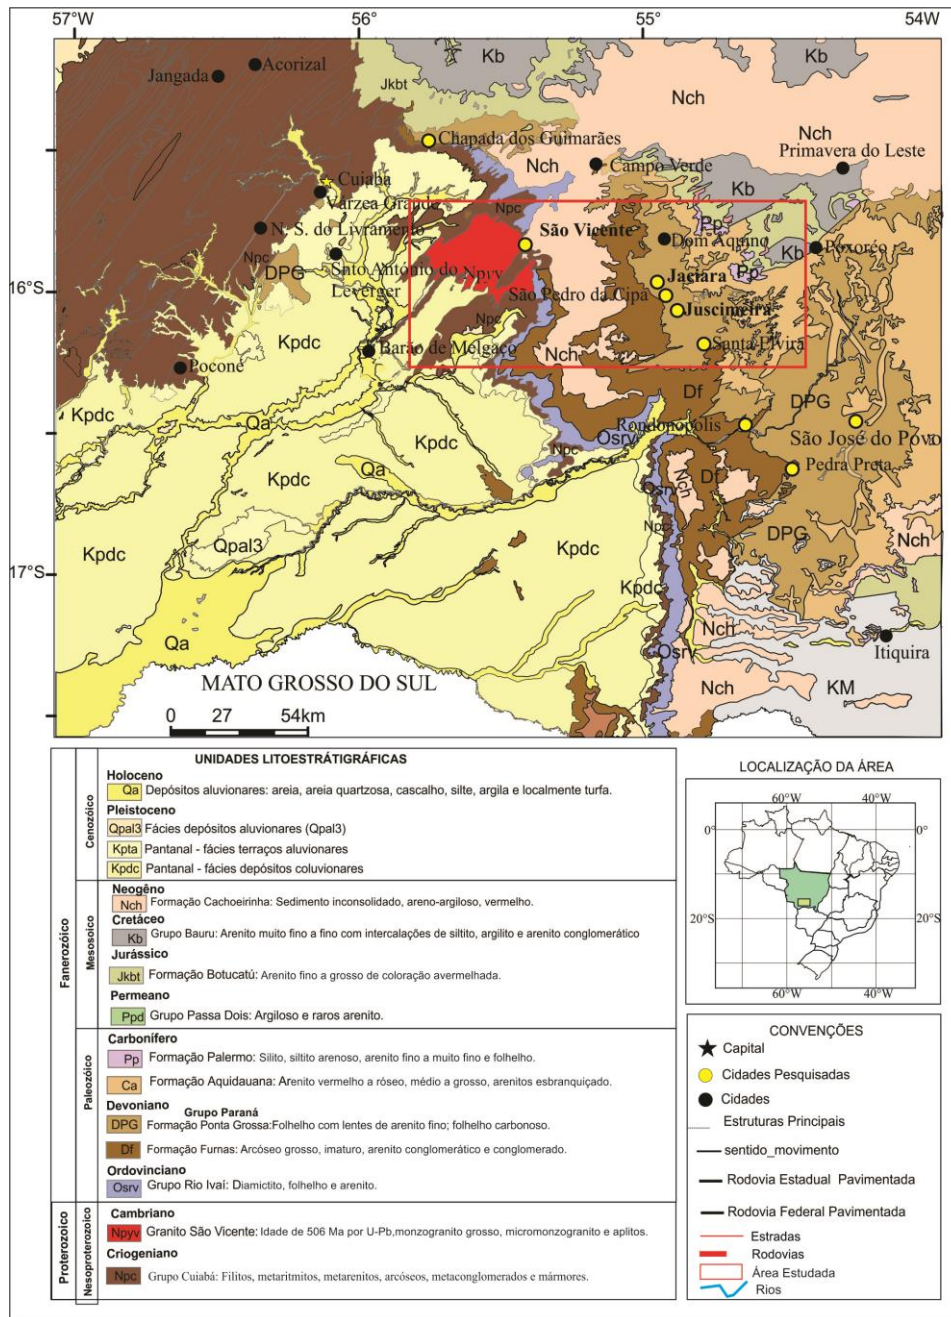 57°W 56° 55° 54W
Acorizal
Jangada
Kb
Kb
Jkbt
Nch
Chapada dos Guimarães
Nch
Nch
Campo Verde
Primavera do Leste
Cuiabá
Kb
Varzea Grande
Npc
São Vicente
Pp
N. S. do Livramento
Dom Aquino
Kb
Poxoréo
Npc
DPG
Snto António do
Leverger
Npyv
Pp
Jaciara
16°S
São Pedro da Cipa
Juscimeira
Npc
Kpdc
Barão de Melgaço
Nch
Santa Elvira
Poconé
Df
DPG
Kpdc
Qa
Kpdc
Rondonópolis
Osrv
São José do Povo
Npc
Kpdc
Qa
Df
Pedra Preta
Nch
Npc
Kpdc
Qpal3
Kpdc
DPG
Nch
17°S
Kpdc
Nch
Qa
Osrv
Itiquira
MATO GROSSO DO SUL
Nch
KM
0 27 54km
UNIDADES LITOESTRÁTIGRÁFICAS
Fanerozóico
Cenozóico
Holoceno
Qa Depósitos aluvionares: areia, areia quartzosa, cascalho, silte, argila e localmente turfa.
Pleistoceno
Qpal3 Fácies depósitos aluvionares (Qpal3)
Kpta Pantanal - fácies terraços aluvionares
Kpdc Pantanal - fácies depósitos coluvionares
Mesosoico
Neogêno
Nch Formação Cachoeirinha: Sedimento inconsolidado, areno-argiloso, vermelho.
Cretáceo
Kb Grupo Bauru: Arenito muito fino a fino com intercalações de siltito, argilito e arenito conglomerático
Jurássico
Jkbt Formação Botucatú: Arenito fino a grosso de coloração avermelhada.
Permeano
Ppd Grupo Passa Dois: Argiloso e raros arenito.
Paleozóico
Carbonífero
Pp Formação Palermo: Silito, siltito arenoso, arenito fino a muito fino e folhelho.
Ca Formação Aquidauana: Arenito vermelho a róseo, médio a grosso, arenitos esbranquiçado.
Devoniano
Grupo Paraná
DPG Formação Ponta Grossa:Folhelho com lentes de arenito fino; folhelho carbonoso.
Df Formação Furnas: Arcóseo grosso, imaturo, arenito conglomerático e conglomerado.
Ordovinciano
Osrv Grupo Rio Ivaí: Diamictito, folhelho e arenito.
Proterozoico
Nesoproterozoico
Cambriano
Npyv Granito São Vicente: Idade de 506 Ma por U-Pb,monzogranito grosso, micromonzogranito e aplitos.
Criogeniano
Npc Grupo Cuiabá: Filitos, metaritmitos, metarenitos, arcóseos, metaconglomerados e mármores.
LOCALIZAÇÃO DA ÁREA
60°W 40°W
0° 0°
20°S 20°S
60°W 40°W
CONVENÇÕES
Capital
Cidades Pesquisadas
Cidades
Estruturas Principais
sentido_movimento
Rodovia Estadual Pavimentada
Rodovia Federal Pavimentada
Estradas
Rodovias
Área Estudada
Rios